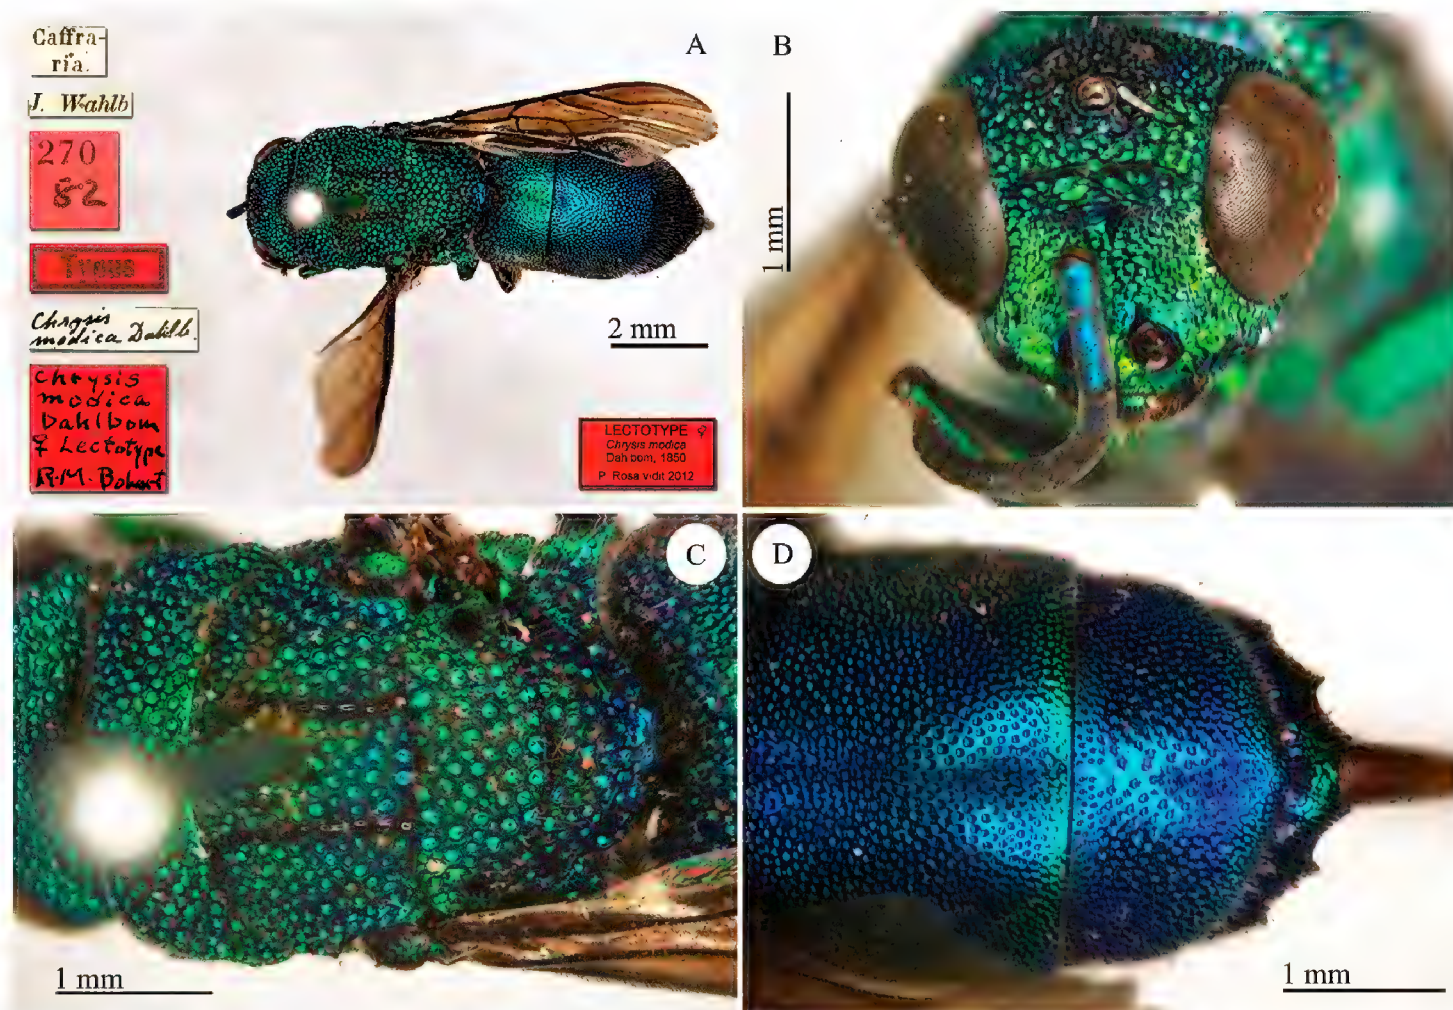 Caffra-
ria.
J. Wahlb
270
82
Typus
Chrysis
modica Dahlb.
Chrysis
modica
Dahlbom
♀ Lectotype
R.M. Bohart
A
2 mm
LECTOTYPE ♀
Chrysis modica
Dahlbom, 1850
P. Rosa vidit 2012
B
1 mm
C
1 mm
D
1 mm